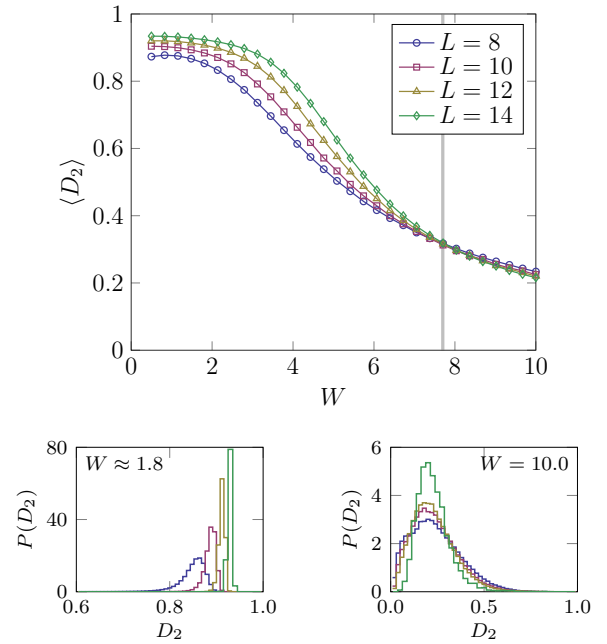 1
0.8
0.6
0.4
0.2
0
⟨D₂⟩
0 2 4 6 8 10
W
L = 8
L = 10
L = 12
L = 14
80
40
0
P(D₂)
W ≈ 1.8
0.6 0.8 1.0
D₂
6
4
2
0
P(D₂)
W = 10.0
0.0 0.5 1.0
D₂